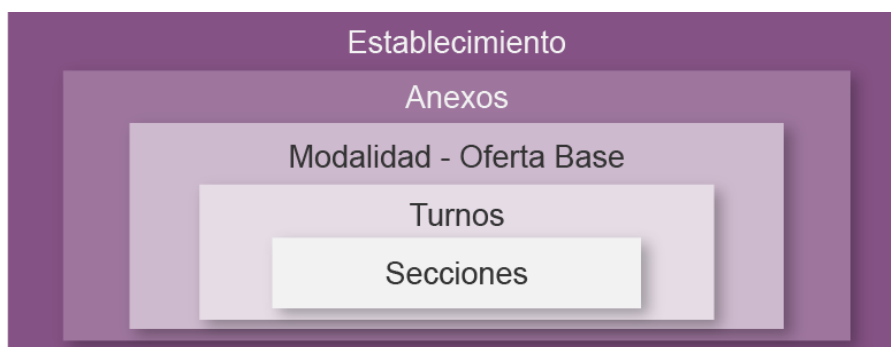 Establecimiento
Anexos
Modalidad - Oferta Base
Turnos
Secciones